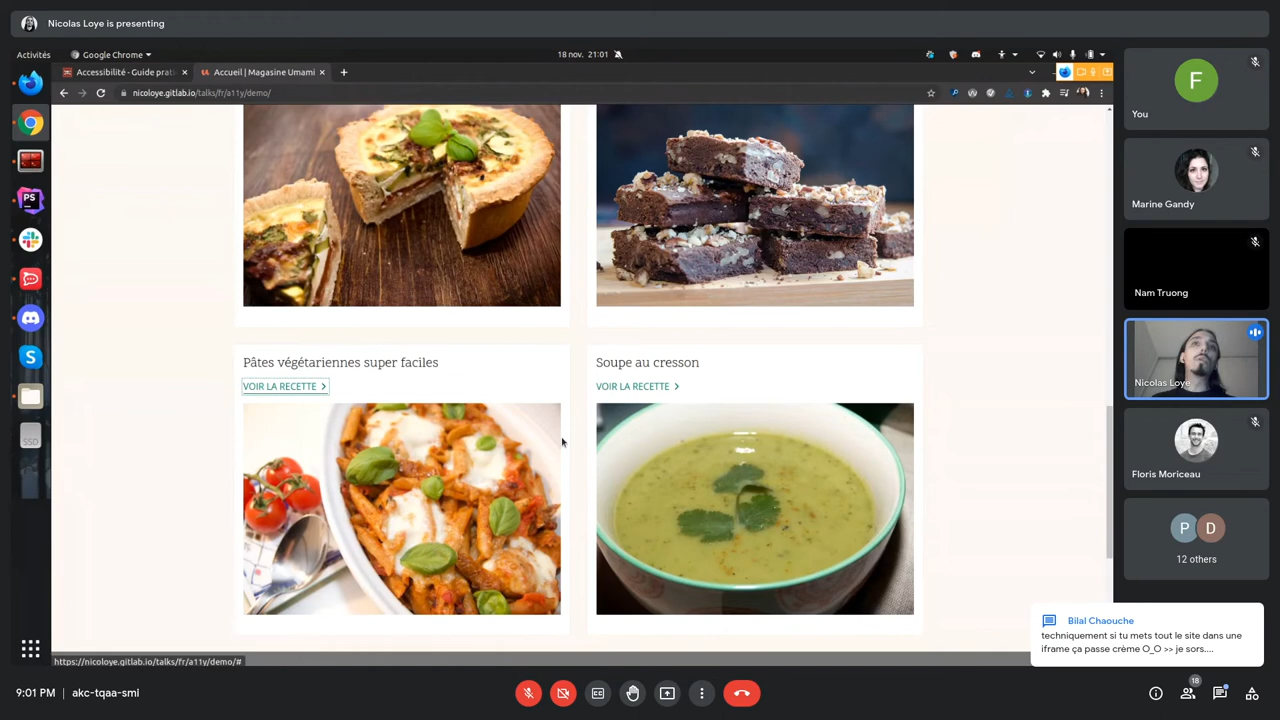 Nicolas Loye is presenting
Activités
Google Chrome
18 nov. 21:01
Accessibilité - Guide prati
Accueil | Magasine Umami
nicoloye.gitlab.io/talks/fr/a11y/demo/
PS
SSD
Pâtes végétariennes super faciles
VOIR LA RECETTE
Soupe au cresson
VOIR LA RECETTE
https://nicoloye.gitlab.io/talks/fr/a11y/demo/#
F
You
Marine Gandy
Nam Truong
Nicolas Loye
Floris Moriceau
P D
12 others
Bilal Chaouche
techniquement si tu mets tout le site dans une
iframe ça passe crème O_O >> je sors....
9:01 PM | akc-tqaa-smi
18